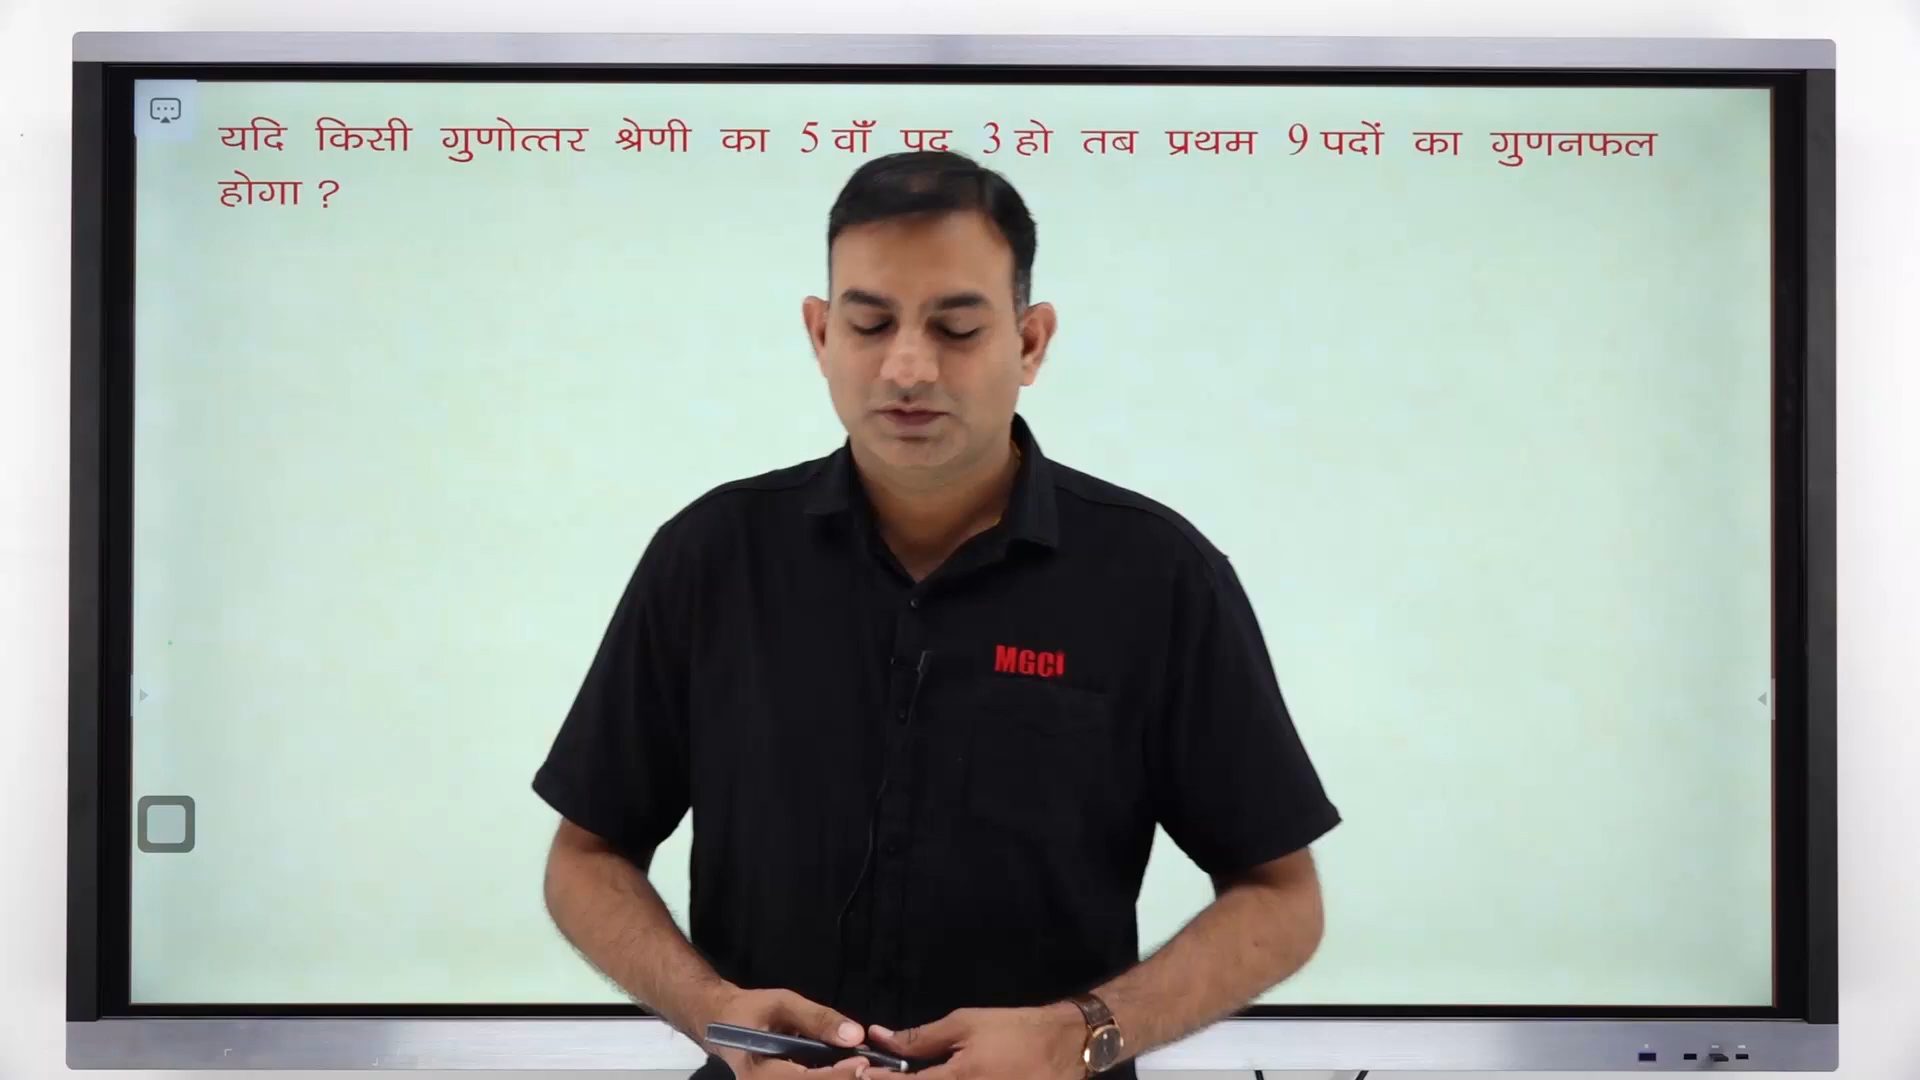 यदि किसी गुणोत्तर श्रेणी का 5 वाँ पद 3 हो तब प्रथम 9 पदों का गुणनफल
होगा ?
MGCI